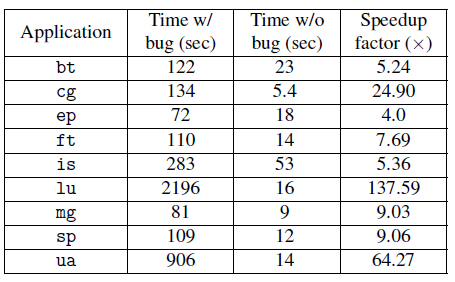 Application Time w/ bug (sec) Time w/o bug (sec) Speedup factor (×)
bt 122 23 5.24
cg 134 5.4 24.90
ep 72 18 4.0
ft 110 14 7.69
is 283 53 5.36
lu 2196 16 137.59
mg 81 9 9.03
sp 109 12 9.06
ua 906 14 64.27